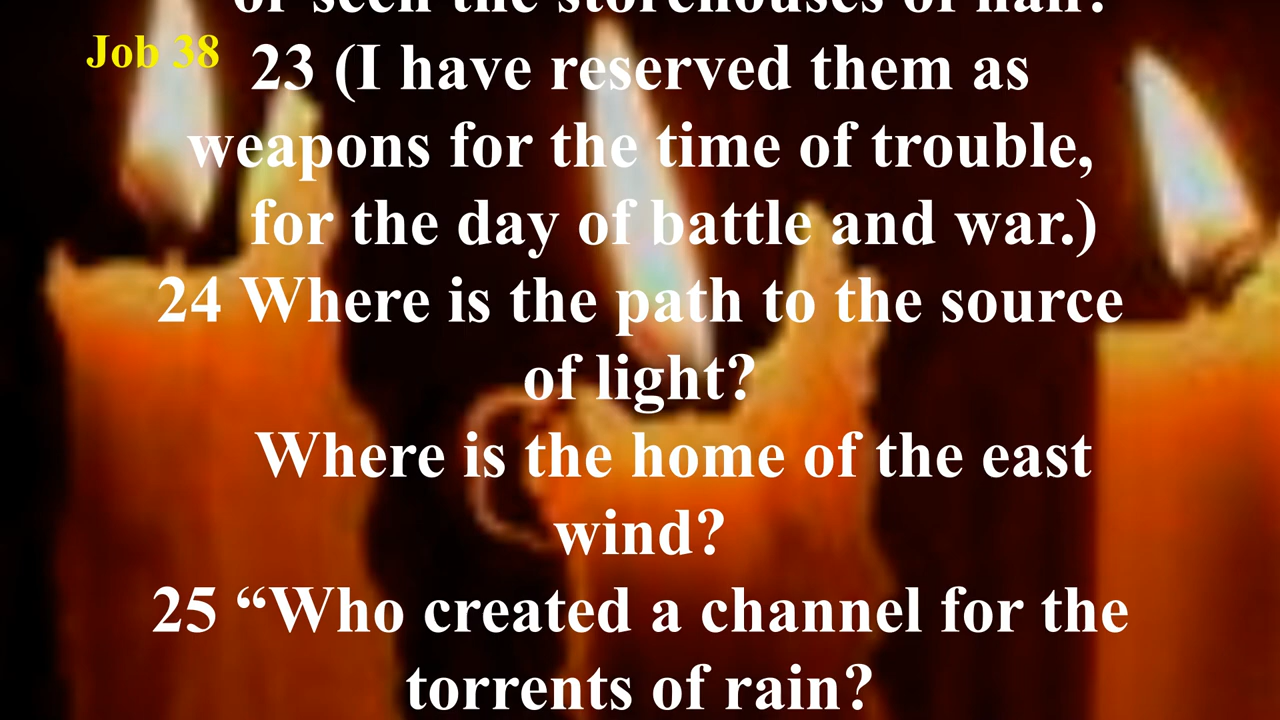 or seen the storehouses of hail?
Job 38
23 (I have reserved them as
weapons for the time of trouble,
for the day of battle and war.)
24 Where is the path to the source
of light?
Where is the home of the east
wind?
25 “Who created a channel for the
torrents of rain?